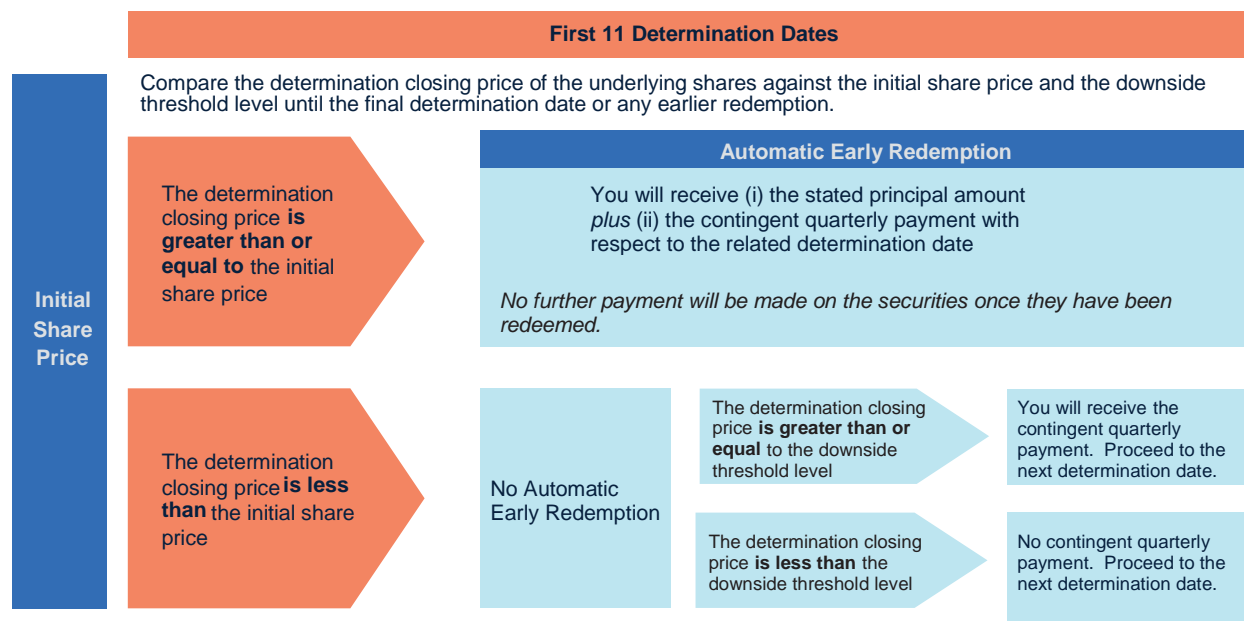 First 11 Determination Dates
Compare the determination closing price of the underlying shares against the initial share price and the downside
threshold level until the final determination date or any earlier redemption.
Initial
Share
Price
The determination
closing price is
greater than or
equal to the initial
share price
Automatic Early Redemption
You will receive (i) the stated principal amount
plus (ii) the contingent quarterly payment with
respect to the related determination date
No further payment will be made on the securities once they have been
redeemed.
The determination
closing price is less
than the initial share
price
No Automatic
Early Redemption
The determination closing
price is greater than or
equal to the downside
threshold level
You will receive the
contingent quarterly
payment. Proceed to the
next determination date.
The determination closing
price is less than the
downside threshold level
No contingent quarterly
payment. Proceed to the
next determination date.